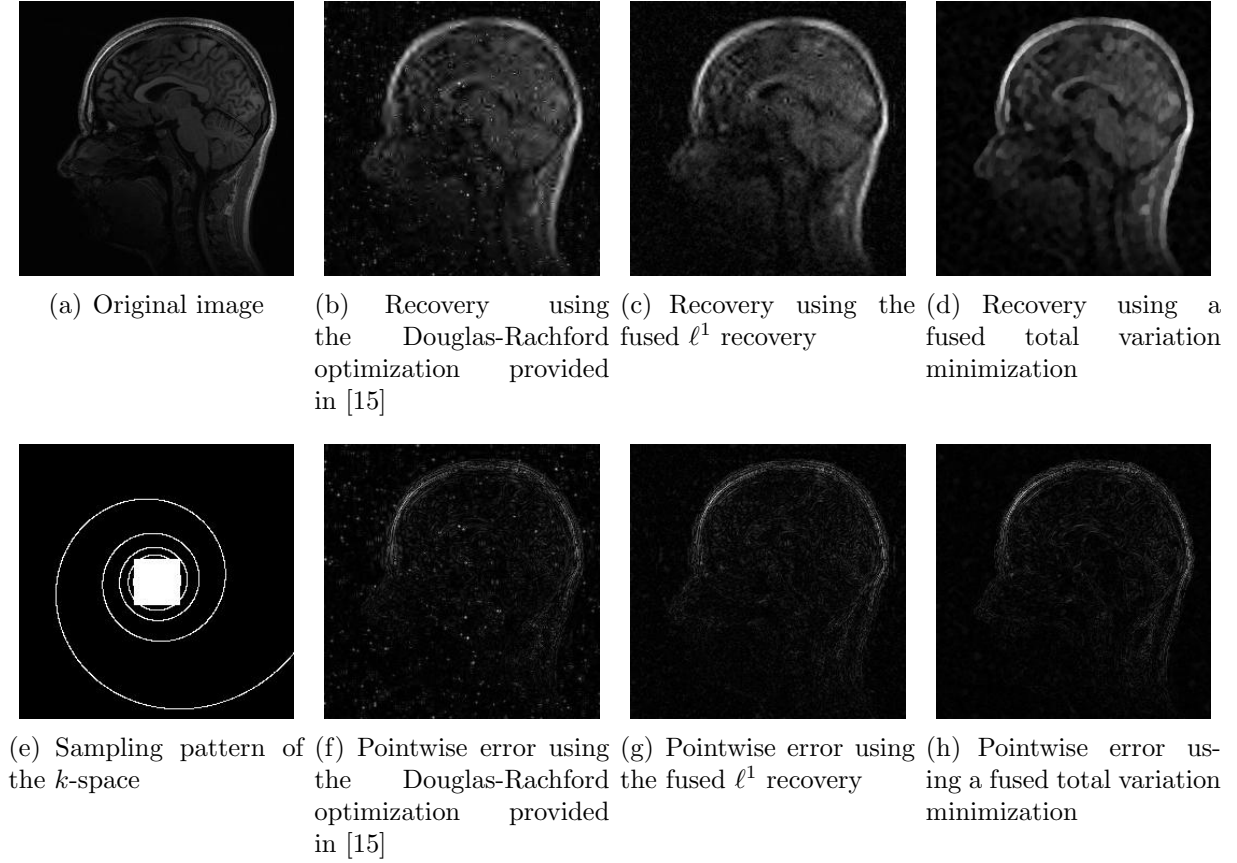 (a) Original image
(b) Recovery using
the Douglas-Rachford
optimization provided
in [15]
(c) Recovery using the
fused ℓ¹ recovery
(d) Recovery using a
fused total variation
minimization
(e) Sampling pattern of
the k-space
(f) Pointwise error using
the Douglas-Rachford
optimization provided
in [15]
(g) Pointwise error using
the fused ℓ¹ recovery
(h) Pointwise error us-
ing a fused total variation
minimization